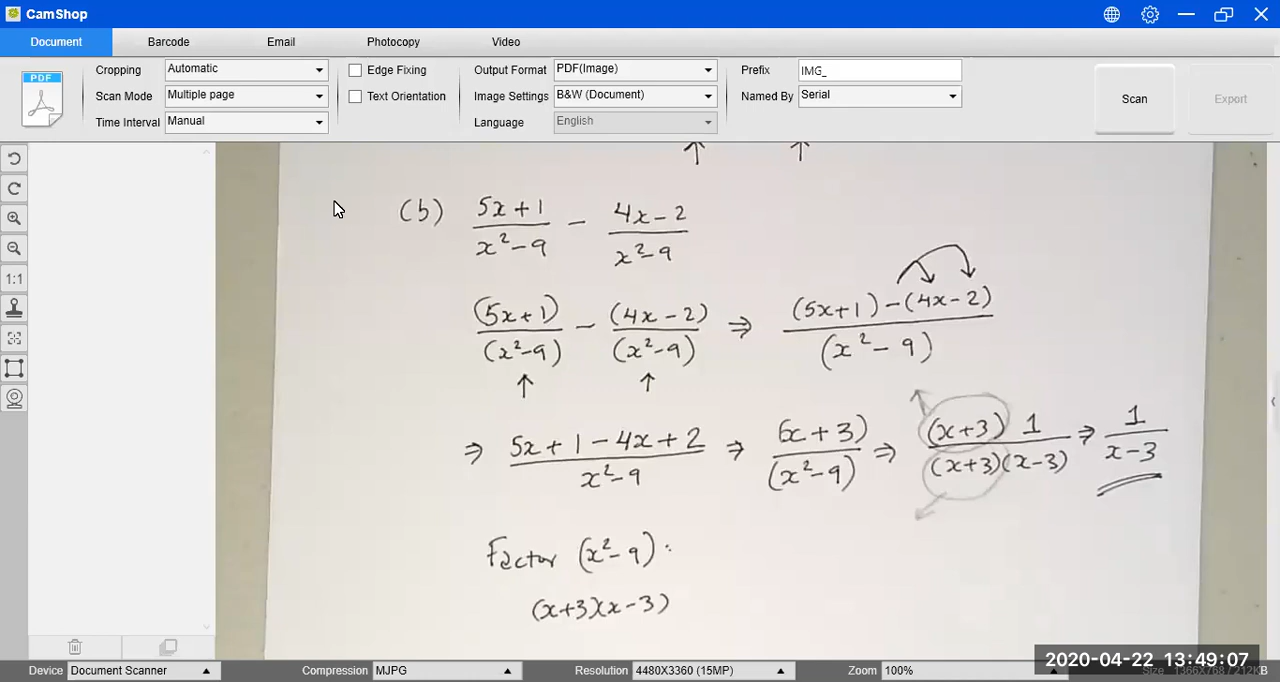 CamShop
Document Barcode Email Photocopy Video
Cropping Automatic Edge Fixing Output Format PDF(Image) Prefix IMG_
PDF Scan Mode Multiple page Text Orientation Image Settings B&W (Document) Named By Serial Scan Export
Time Interval Manual Language English
1:1
(b) (5x+1)/(x²-9) - (4x-2)/(x²-9)
(5x+1)/(x²-9) - (4x-2)/(x²-9) ⇒ ((5x+1)-(4x-2))/(x²-9)
⇒ (5x+1-4x+2)/(x²-9) ⇒ (x+3)/(x²-9) ⇒ ((x+3) 1)/((x+3)(x-3)) ⇒ 1/(x-3)
Factor (x²-9):
(x+3)(x-3)
2020-04-22 13:49:07
Device Document Scanner Compression MJPG Resolution 4480X3360 (15MP) Zoom 100%